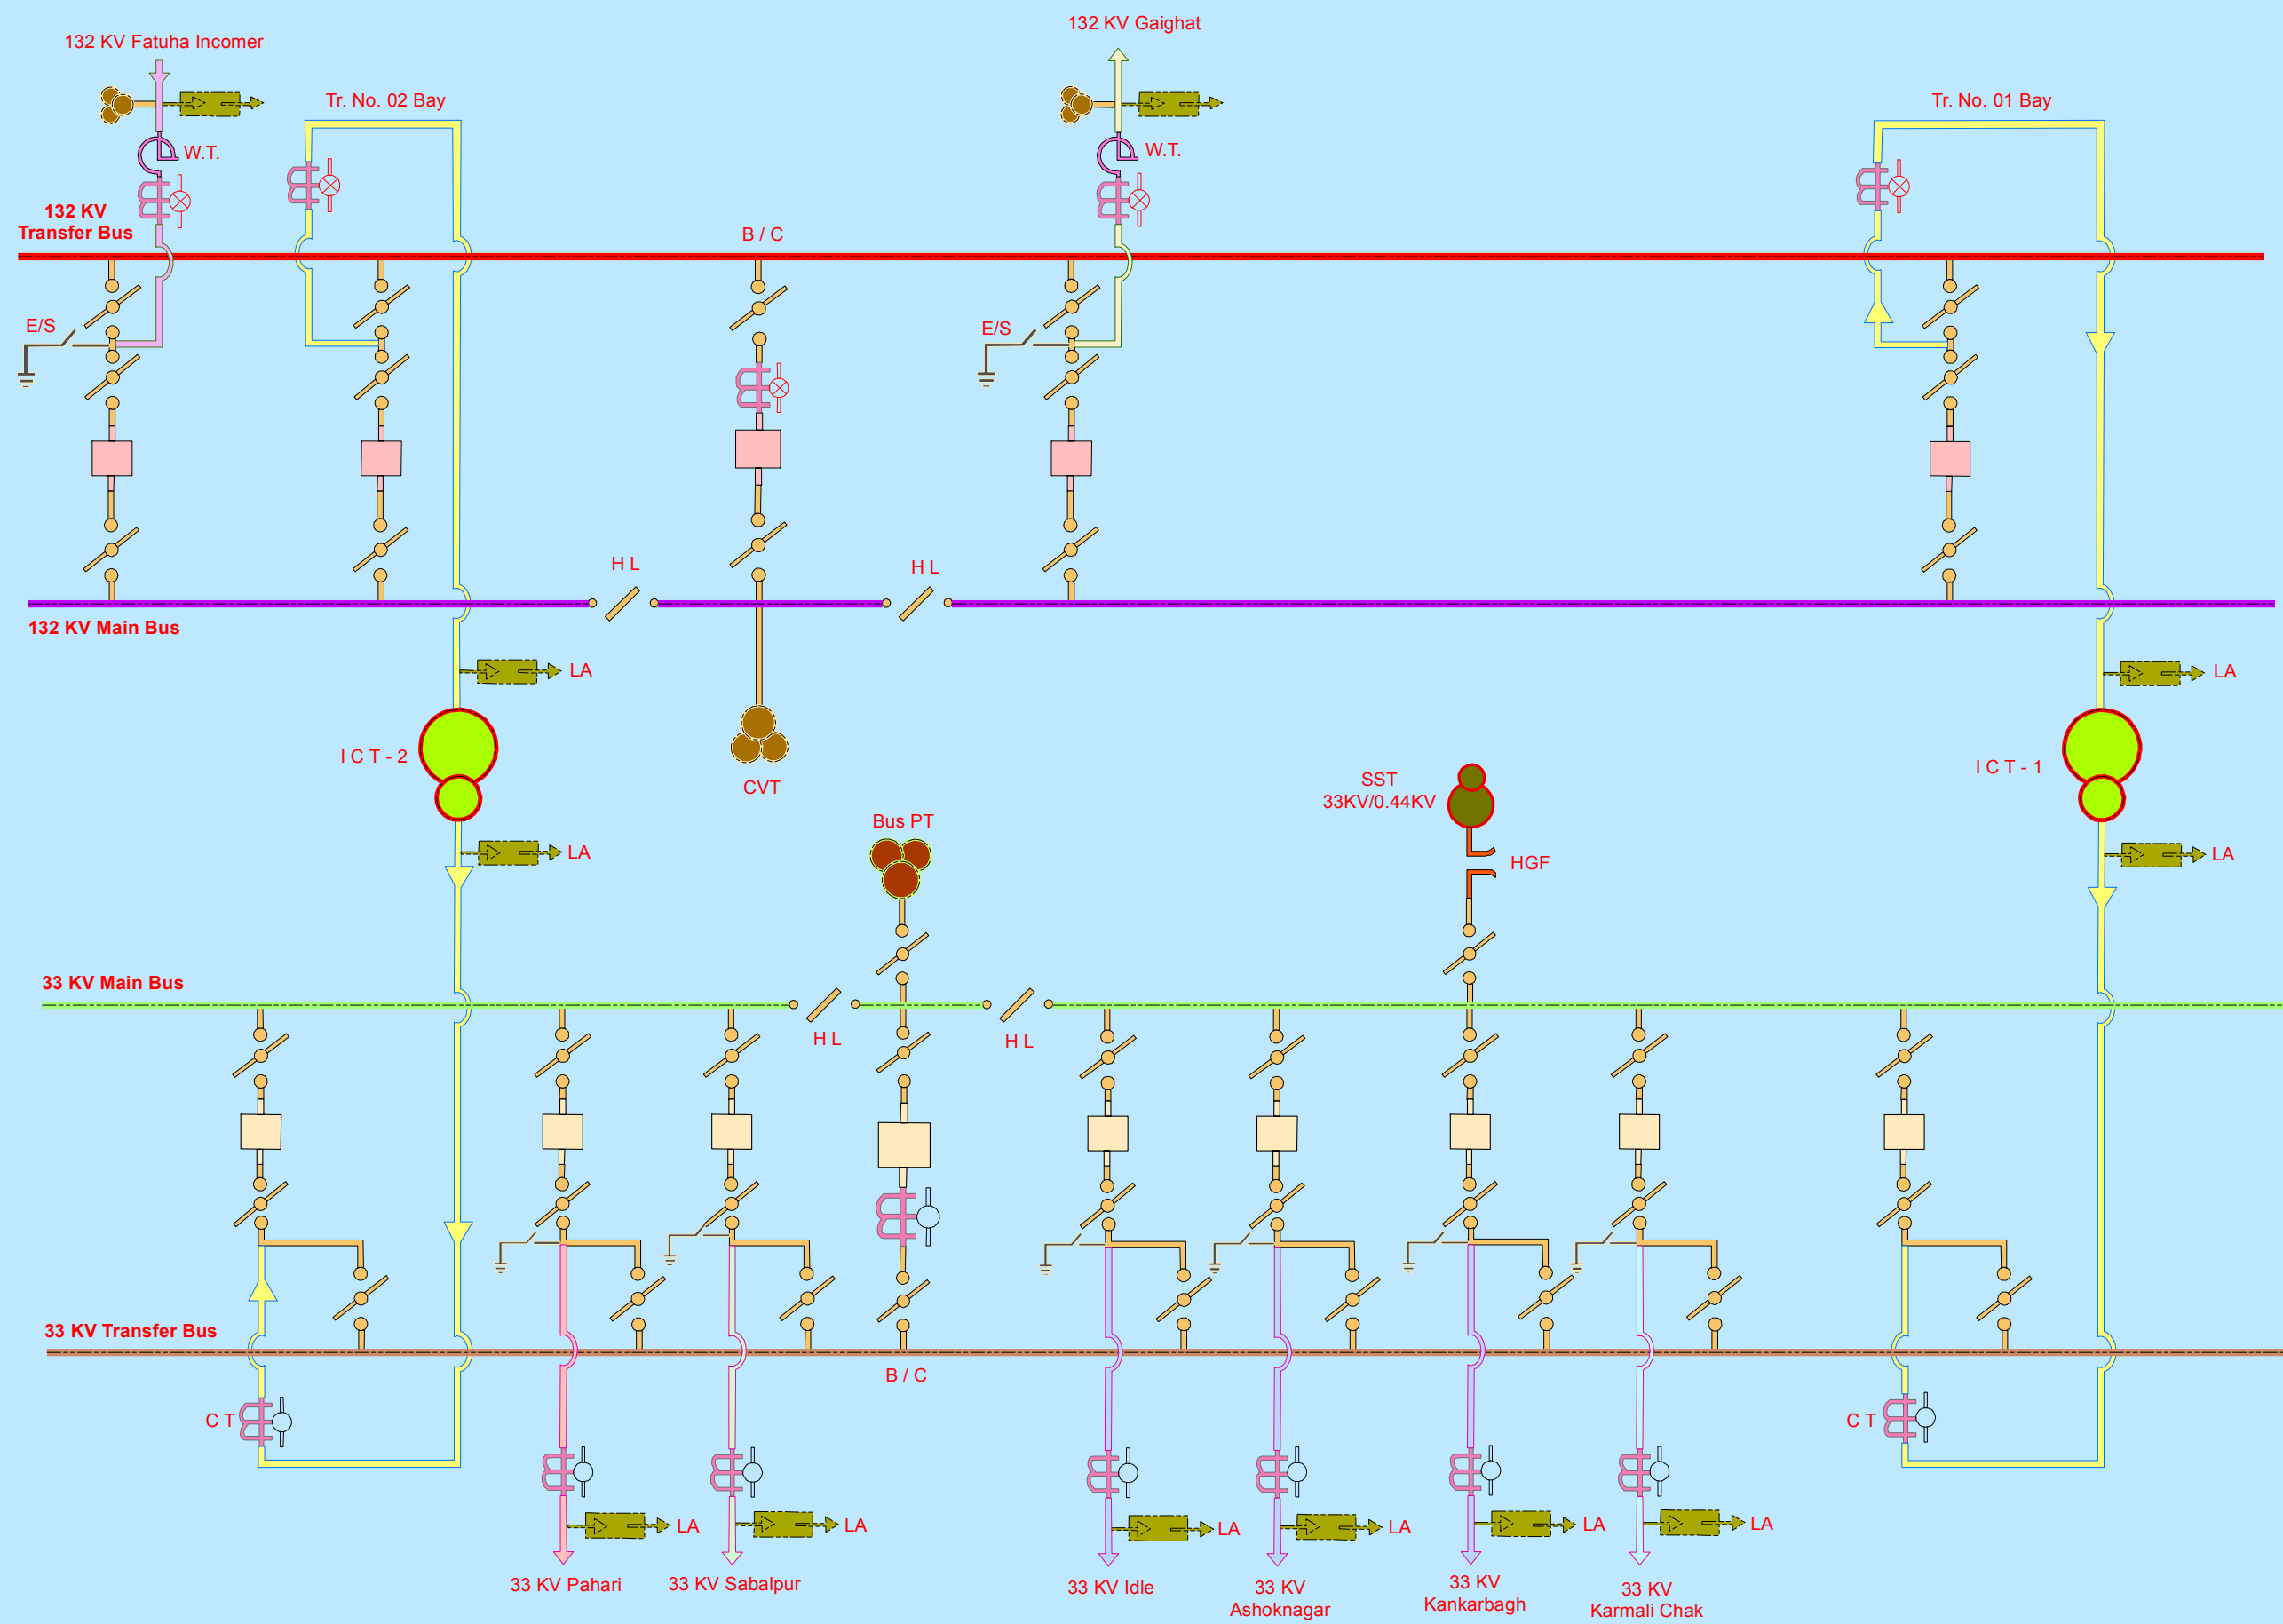 132 KV Gaighat
132 KV Fatuha Incomer
Tr. No. 02 Bay
Tr. No. 01 Bay
W.T.
W.T.
132 KV
Transfer Bus
B / C
E/S
E/S
H L
H L
132 KV Main Bus
LA
LA
I C T - 2
I C T - 1
CVT
SST
33KV/0.44KV
Bus PT
LA
LA
HGF
33 KV Main Bus
H L
H L
33 KV Transfer Bus
B / C
C T
C T
LA
LA
LA
LA
LA
LA
33 KV Pahari
33 KV Sabalpur
33 KV Idle
33 KV
Ashoknagar
33 KV
Kankarbagh
33 KV
Karmali Chak